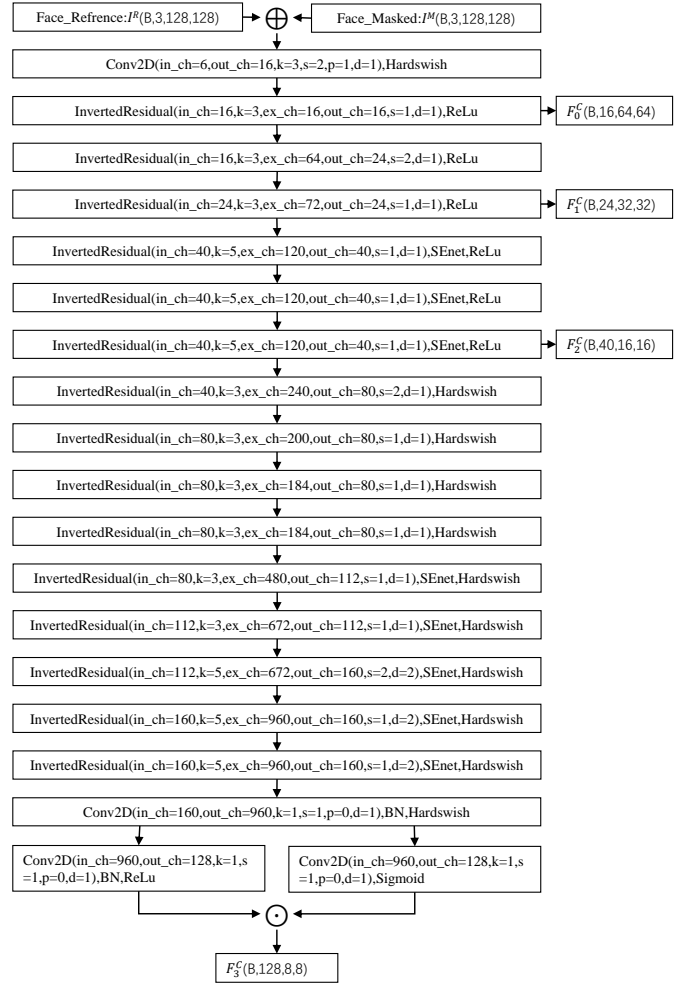 Face_Refrence:I^R(B,3,128,128)
Face_Masked:I^M(B,3,128,128)
Conv2D(in_ch=6,out_ch=16,k=3,s=2,p=1,d=1),Hardswish
InvertedResidual(in_ch=16,k=3,ex_ch=16,out_ch=16,s=1,d=1),ReLu
F_0^C(B,16,64,64)
InvertedResidual(in_ch=16,k=3,ex_ch=64,out_ch=24,s=2,d=1),ReLu
InvertedResidual(in_ch=24,k=3,ex_ch=72,out_ch=24,s=1,d=1),ReLu
F_1^C(B,24,32,32)
InvertedResidual(in_ch=40,k=5,ex_ch=120,out_ch=40,s=1,d=1),SEnet,ReLu
InvertedResidual(in_ch=40,k=5,ex_ch=120,out_ch=40,s=1,d=1),SEnet,ReLu
InvertedResidual(in_ch=40,k=5,ex_ch=120,out_ch=40,s=1,d=1),SEnet,ReLu
F_2^C(B,40,16,16)
InvertedResidual(in_ch=40,k=3,ex_ch=240,out_ch=80,s=2,d=1),Hardswish
InvertedResidual(in_ch=80,k=3,ex_ch=200,out_ch=80,s=1,d=1),Hardswish
InvertedResidual(in_ch=80,k=3,ex_ch=184,out_ch=80,s=1,d=1),Hardswish
InvertedResidual(in_ch=80,k=3,ex_ch=184,out_ch=80,s=1,d=1),Hardswish
InvertedResidual(in_ch=80,k=3,ex_ch=480,out_ch=112,s=1,d=1),SEnet,Hardswish
InvertedResidual(in_ch=112,k=3,ex_ch=672,out_ch=112,s=1,d=1),SEnet,Hardswish
InvertedResidual(in_ch=112,k=5,ex_ch=672,out_ch=160,s=2,d=2),SEnet,Hardswish
InvertedResidual(in_ch=160,k=5,ex_ch=960,out_ch=160,s=1,d=2),SEnet,Hardswish
InvertedResidual(in_ch=160,k=5,ex_ch=960,out_ch=160,s=1,d=2),SEnet,Hardswish
Conv2D(in_ch=160,out_ch=960,k=1,s=1,p=0,d=1),BN,Hardswish
Conv2D(in_ch=960,out_ch=128,k=1,s
=1,p=0,d=1),BN,ReLu
Conv2D(in_ch=960,out_ch=128,k=1,
s=1,p=0,d=1),Sigmoid
F_3^C(B,128,8,8)